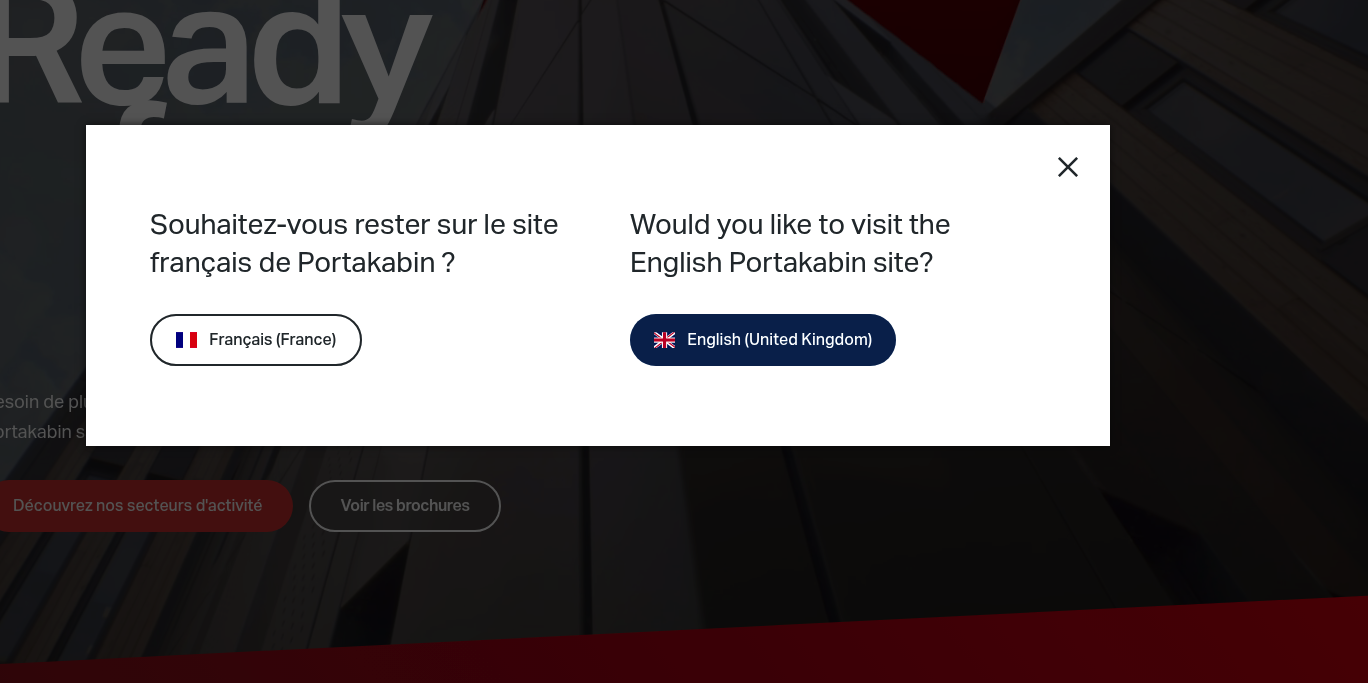 Ready
Souhaitez-vous rester sur le site
français de Portakabin ?
Français (France)
Would you like to visit the
English Portakabin site?
English (United Kingdom)
de
Découvrez nos secteurs d'activité
Voir les brochures